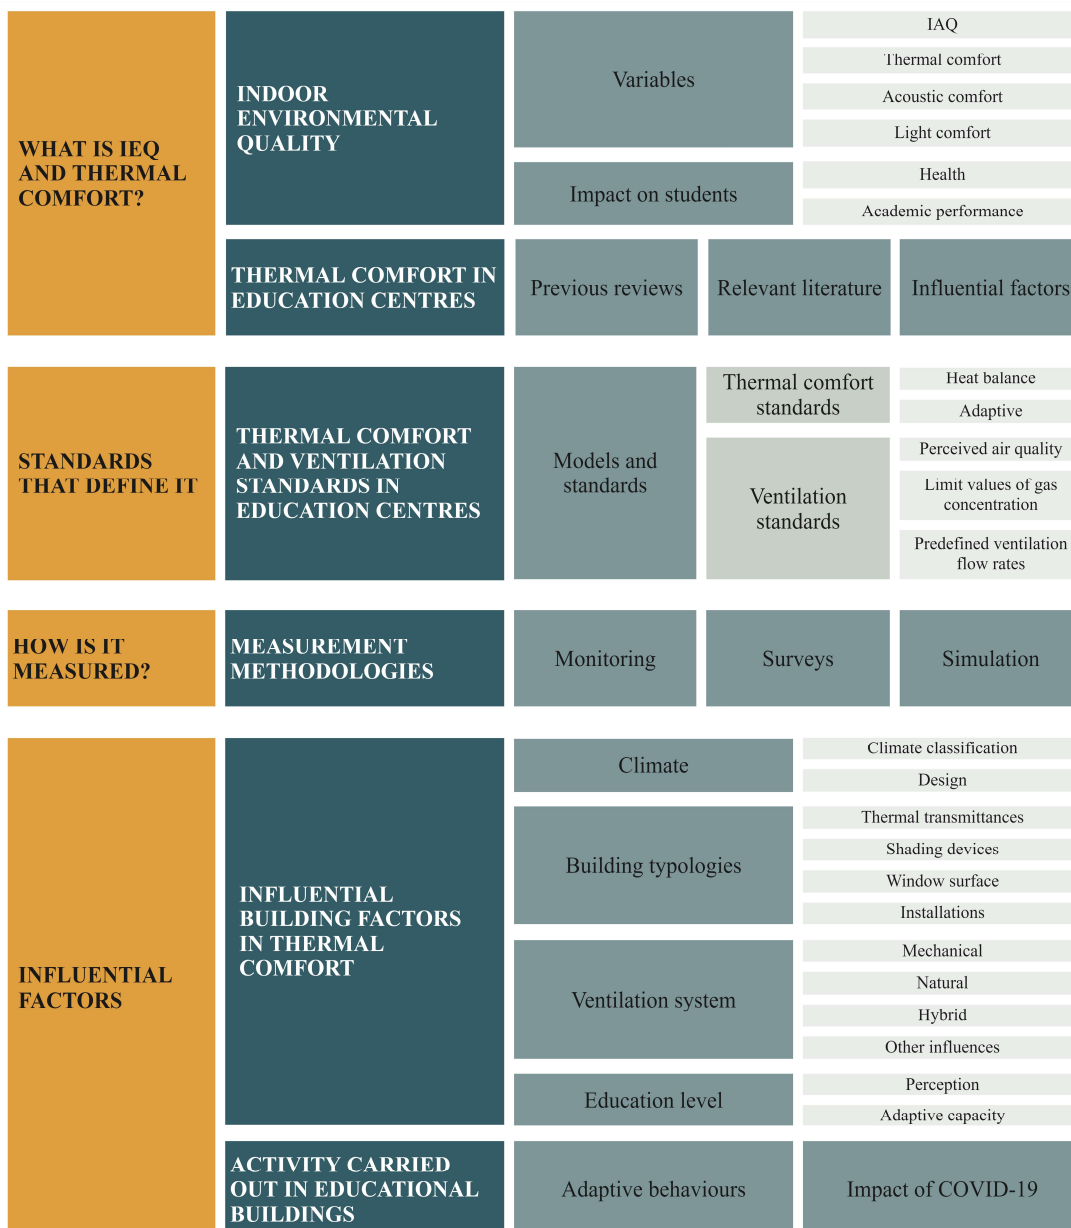 WHAT IS IEQ
AND THERMAL
COMFORT?
INDOOR
ENVIRONMENTAL
QUALITY
Variables
IAQ
Thermal comfort
Acoustic comfort
Light comfort
Impact on students
Health
Academic performance
THERMAL COMFORT IN
EDUCATION CENTRES
Previous reviews
Relevant literature
Influential factors
STANDARDS
THAT DEFINE IT
THERMAL COMFORT
AND VENTILATION
STANDARDS IN
EDUCATION CENTRES
Models and
standards
Thermal comfort
standards
Heat balance
Adaptive
Ventilation
standards
Perceived air quality
Limit values of gas
concentration
Predefined ventilation
flow rates
HOW IS IT
MEASURED?
MEASUREMENT
METHODOLOGIES
Monitoring
Surveys
Simulation
INFLUENTIAL
FACTORS
INFLUENTIAL
BUILDING FACTORS
IN THERMAL
COMFORT
Climate
Climate classification
Design
Building typologies
Thermal transmittances
Shading devices
Window surface
Installations
Ventilation system
Mechanical
Natural
Hybrid
Other influences
Education level
Perception
Adaptive capacity
ACTIVITY CARRIED
OUT IN EDUCATIONAL
BUILDINGS
Adaptive behaviours
Impact of COVID-19